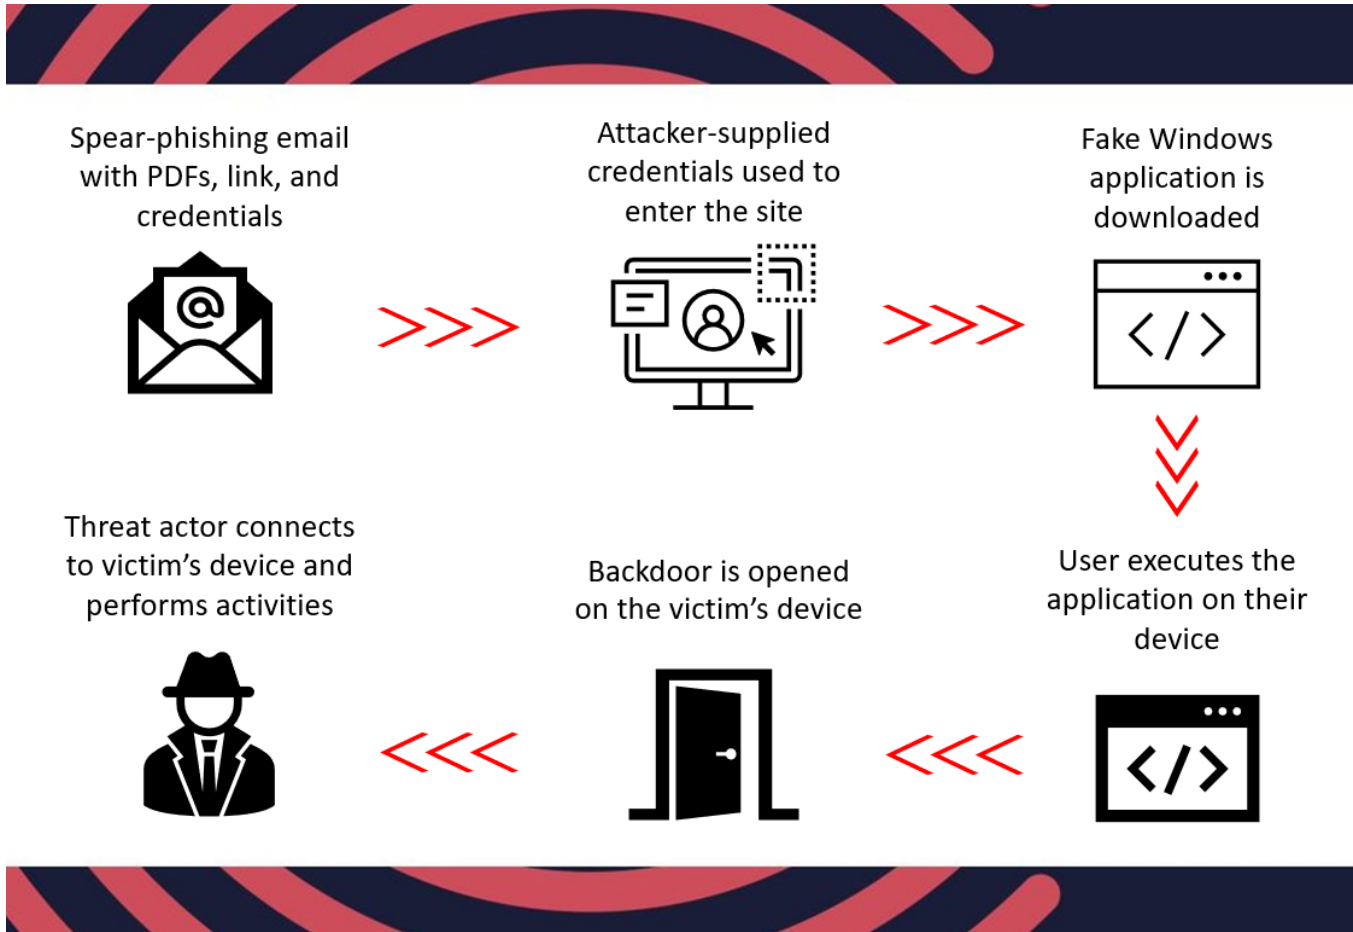 Spear-phishing email
with PDFs, link, and
credentials
Attacker-supplied
credentials used to
enter the site
Fake Windows
application is
downloaded
User executes the
application on their
device
Backdoor is opened
on the victim's device
Threat actor connects
to victim's device and
performs activities